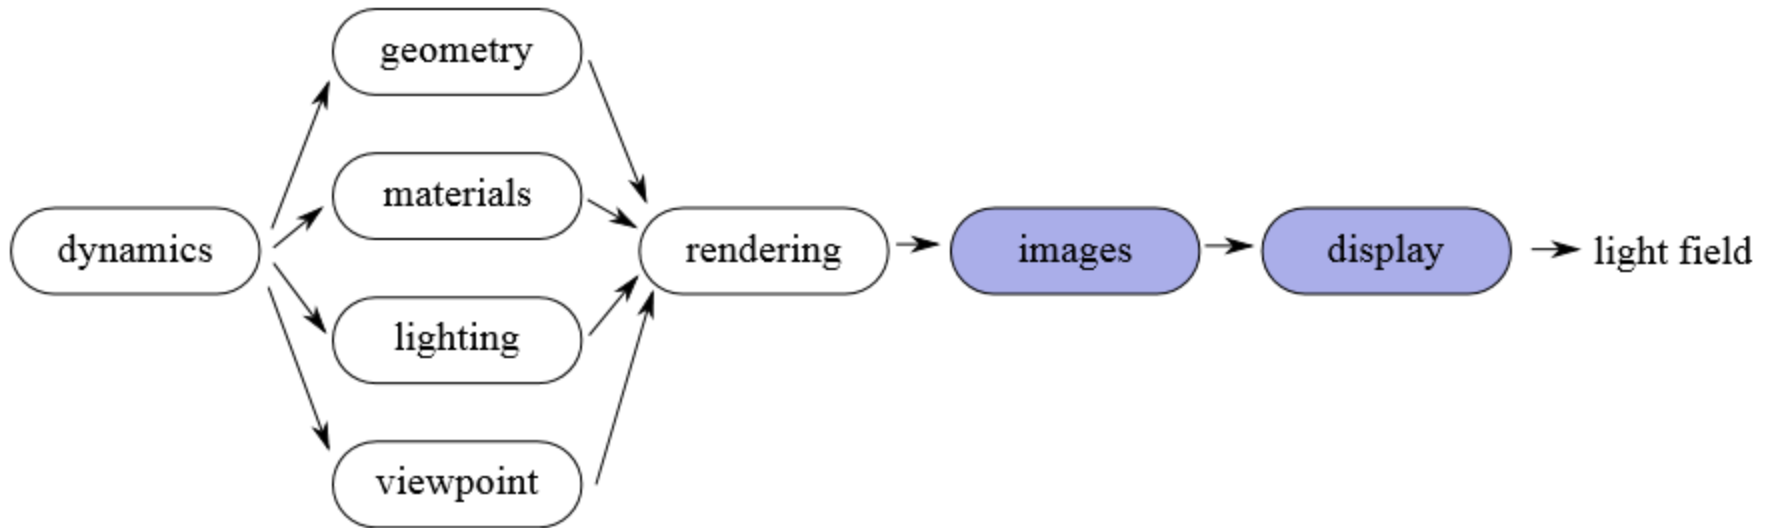 dynamics
geometry
materials
lighting
viewpoint
rendering
images
display
light field